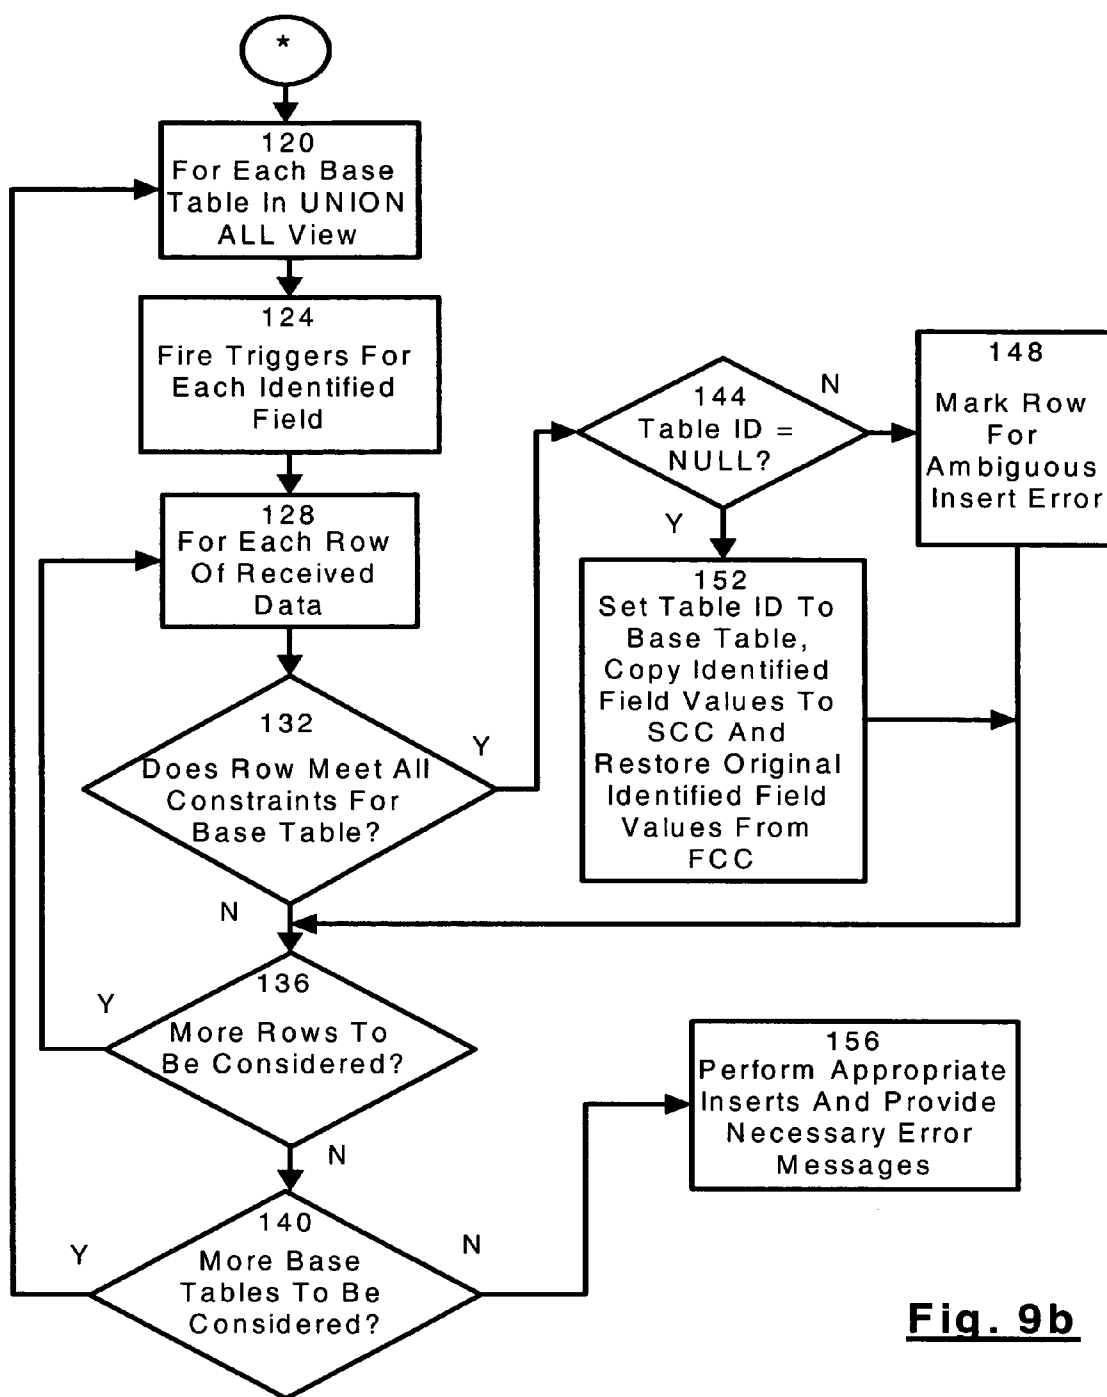 *
120
For Each Base
Table In UNION
ALL View
124
Fire Triggers For
Each Identified
Field
128
For Each Row
Of Received
Data
132
Does Row Meet All
Constraints For
Base Table?
Y
N
144
Table ID =
NULL?
N
Y
148
Mark Row
For
Ambiguous
Insert Error
152
Set Table ID To
Base Table,
Copy Identified
Field Values To
SCC And
Restore Original
Identified Field
Values From
FCC
136
More Rows To
Be Considered?
Y
N
140
More Base
Tables To Be
Considered?
Y
N
156
Perform Appropriate
Inserts And Provide
Necessary Error
Messages
Fig. 9b